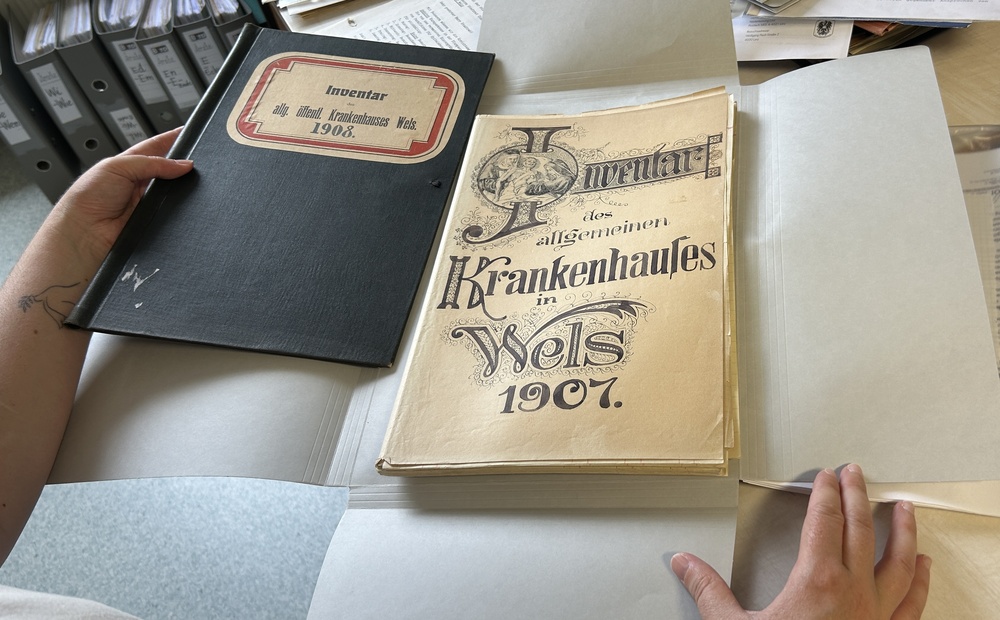 Inventar
des
allg. öffentl. Krankenhauses Wels.
1908.
Inventar
des
allgemeinen
Krankenhauſes
in
Wels
1907.